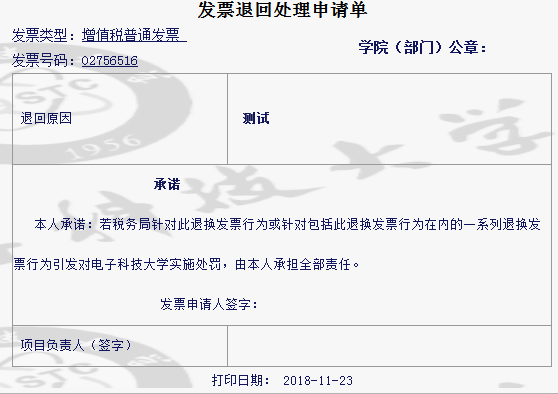 发票退回处理申请单
发票类型：增值税普通发票
学院（部门）公章：
发票号码：02756516
退回原因
测试
承诺
本人承诺：若税务局针对此退换发票行为或针对包括此退换发票行为在内的一系列退换发
票行为引发对电子科技大学实施处罚，由本人承担全部责任。
发票申请人签字：
项目负责人（签字）
打印日期： 2018-11-23
1956